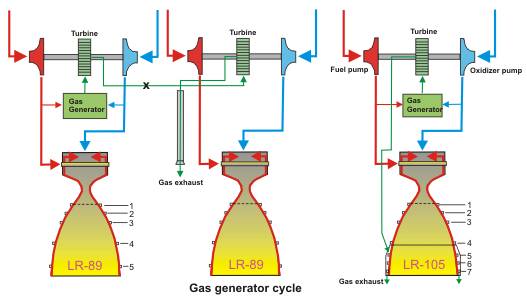 Turbine
Turbine
Turbine
Fuel pump
Oxidizer pump
x
Gas
Generator
Gas
Generator
Gas exhaust
1
2
3
4
5
LR-89
LR-89
1
2
3
4
5
6
7
LR-105
Gas exhaust
Gas generator cycle